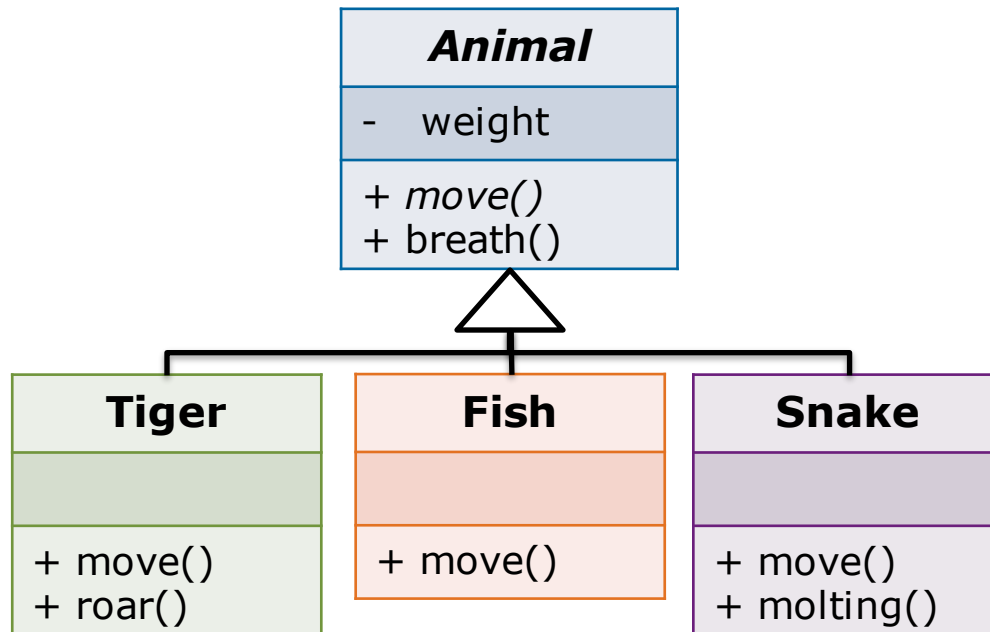 Animal
- weight
+ move()
+ breath()
Tiger
+ move()
+ roar()
Fish
+ move()
Snake
+ move()
+ molting()